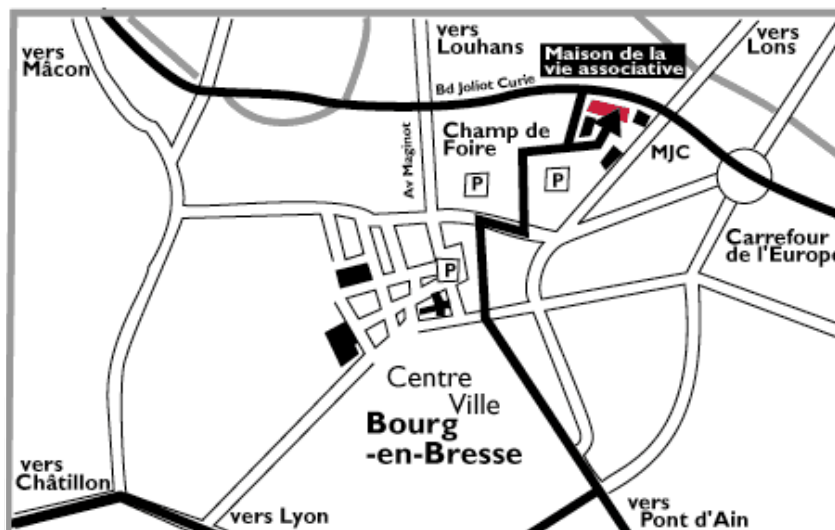 vers
Mâcon
vers
Louhans
Maison de la
vie associative
vers
Lons
Bd Joliot Curie
Av Maginot
Champ de
Foire
MJC
P
P
Carrefour
de l'Europe
P
Centre
Ville
Bourg
-en-Bresse
vers
Châtillon
vers Lyon
vers
Pont d'Ain